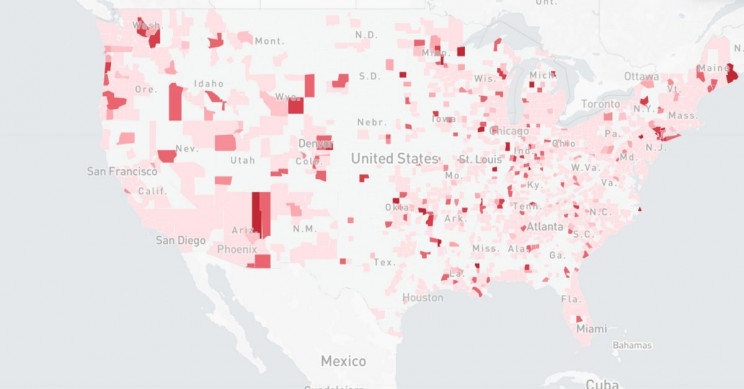 Ont.
Wash.
Mont.
N.D.
Minn.
Ottawa
Maine
N.
Ore.
Idaho
S.D.
Wis.
Mich.
Vt.
Wyo.
Toronto
N.Y.
Mass.
Nebr.
Iowa
Chicago
Pa.
N.J.
Nev.
Utah
Denver
Colo.
United States
St. Louis
Ind.
Ohio
Md.
San Francisco
Calif.
Mo.
Ky.
W.Va.
Va.
Ariz.
N.M.
Okla.
Ark.
Tenn.
N.C.
Atlanta
S.C.
San Diego
Phoenix
Tex.
Miss.
Ala.
Ga.
La.
Houston
Fla.
Miami
Bahamas
Mexico
Cuba
Guadalajara